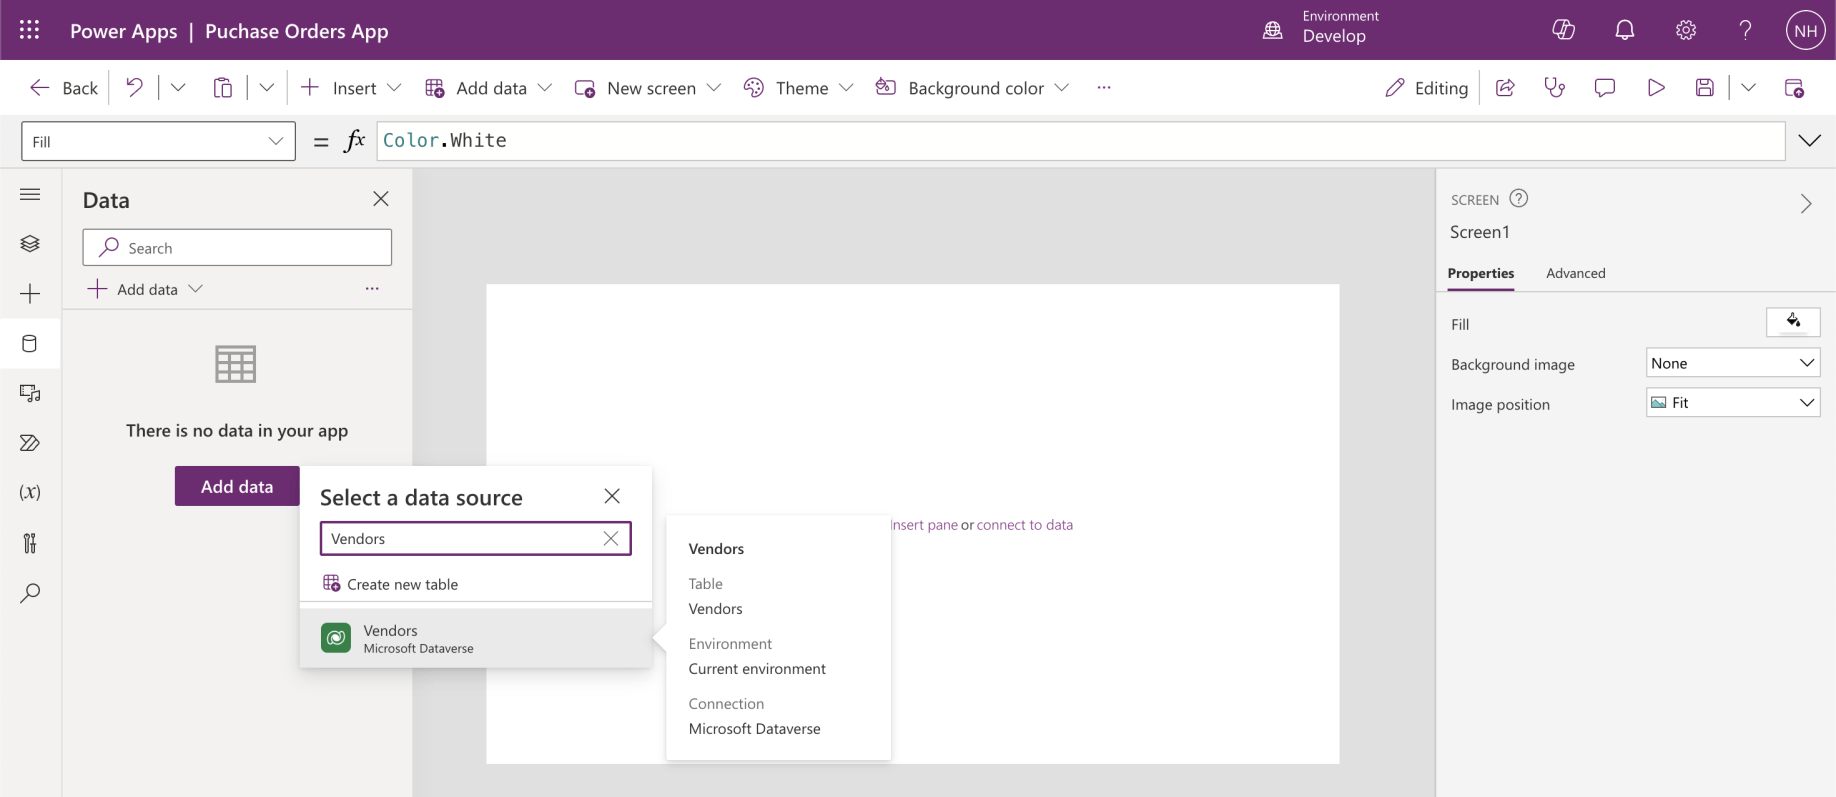 Power Apps | Puchase Orders App
Environment
Develop
NH
Back
Insert
Add data
New screen
Theme
Background color
Editing
Fill
= fx Color.White
Data
Search
Add data
There is no data in your app
Add data
Select a data source
Vendors
Create new table
Vendors
Microsoft Dataverse
Vendors
Table
Vendors
Environment
Current environment
Connection
Microsoft Dataverse
Insert pane or connect to data
(x)
SCREEN
Screen1
Properties
Advanced
Fill
Background image
None
Image position
Fit